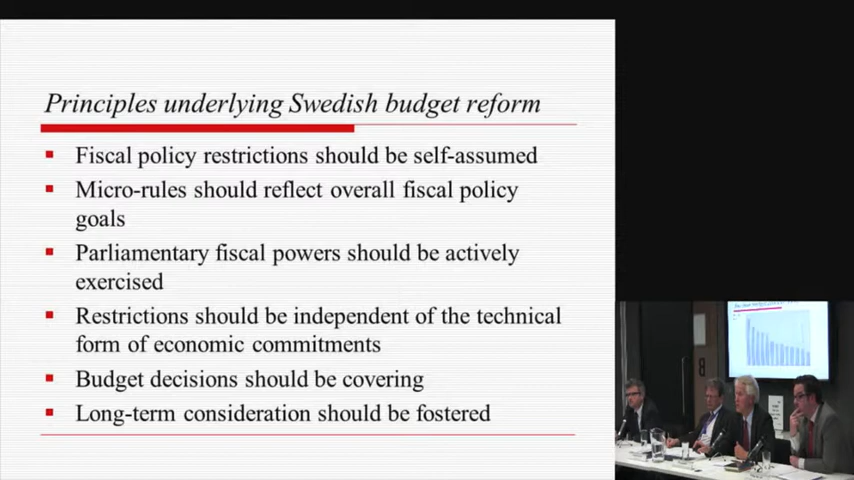 Principles underlying Swedish budget reform
Fiscal policy restrictions should be self-assumed
Micro-rules should reflect overall fiscal policy
goals
Parliamentary fiscal powers should be actively
exercised
Restrictions should be independent of the technical
form of economic commitments
Budget decisions should be covering
Long-term consideration should be fostered